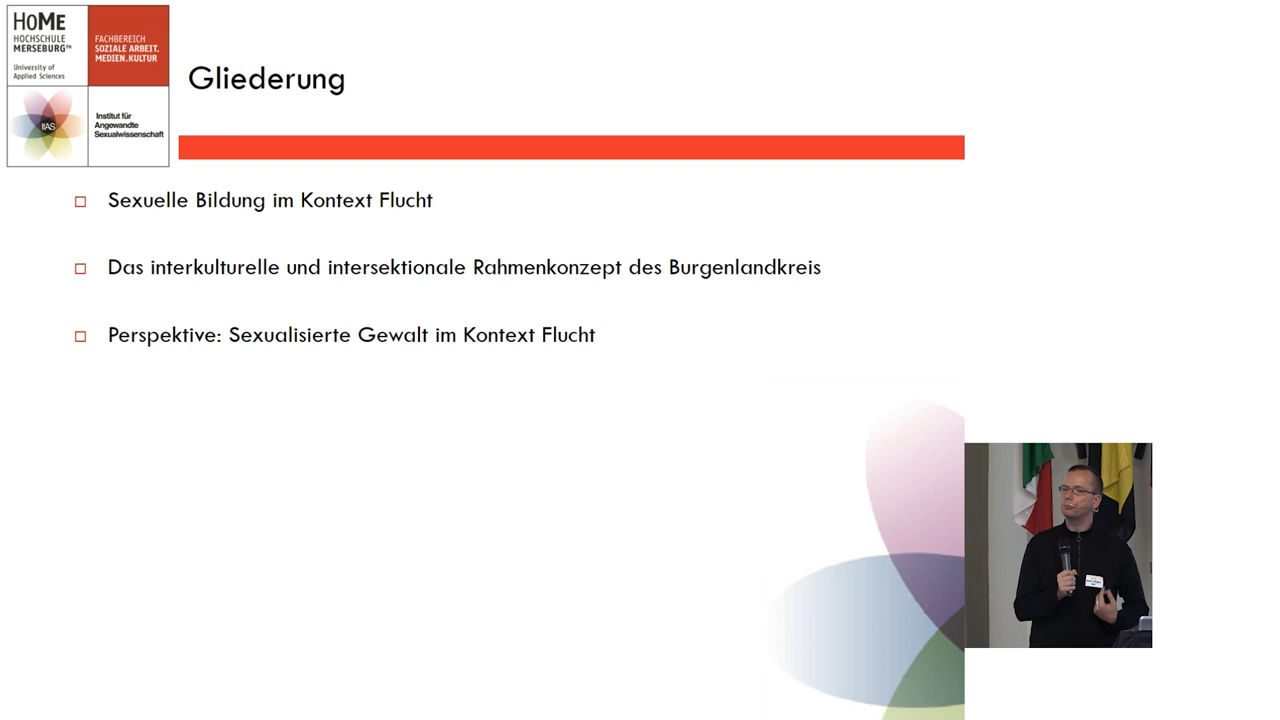 HoMe
HOCHSCHULE
MERSEBURG
University of
Applied Sciences
FACHBEREICH
SOZIALE ARBEIT.
MEDIEN.KULTUR
IfAS
Institut für
Angewandte
Sexualwissenschaft
Gliederung
Sexuelle Bildung im Kontext Flucht
Das interkulturelle und intersektionale Rahmenkonzept des Burgenlandkreis
Perspektive: Sexualisierte Gewalt im Kontext Flucht